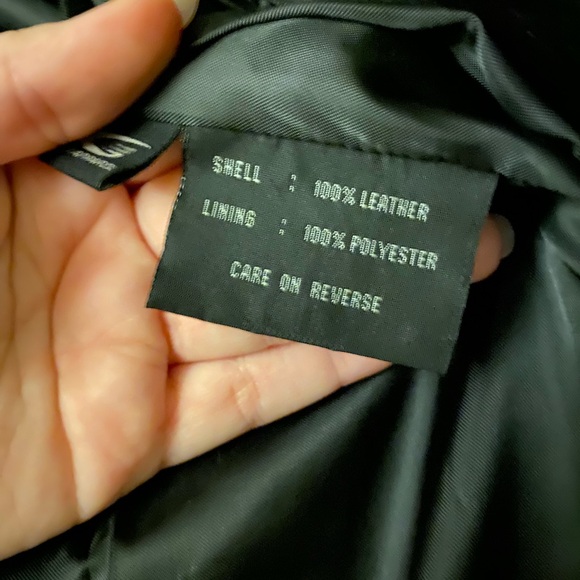 SHELL : 100% LEATHER
LINING : 100% POLYESTER
CARE ON REVERSE